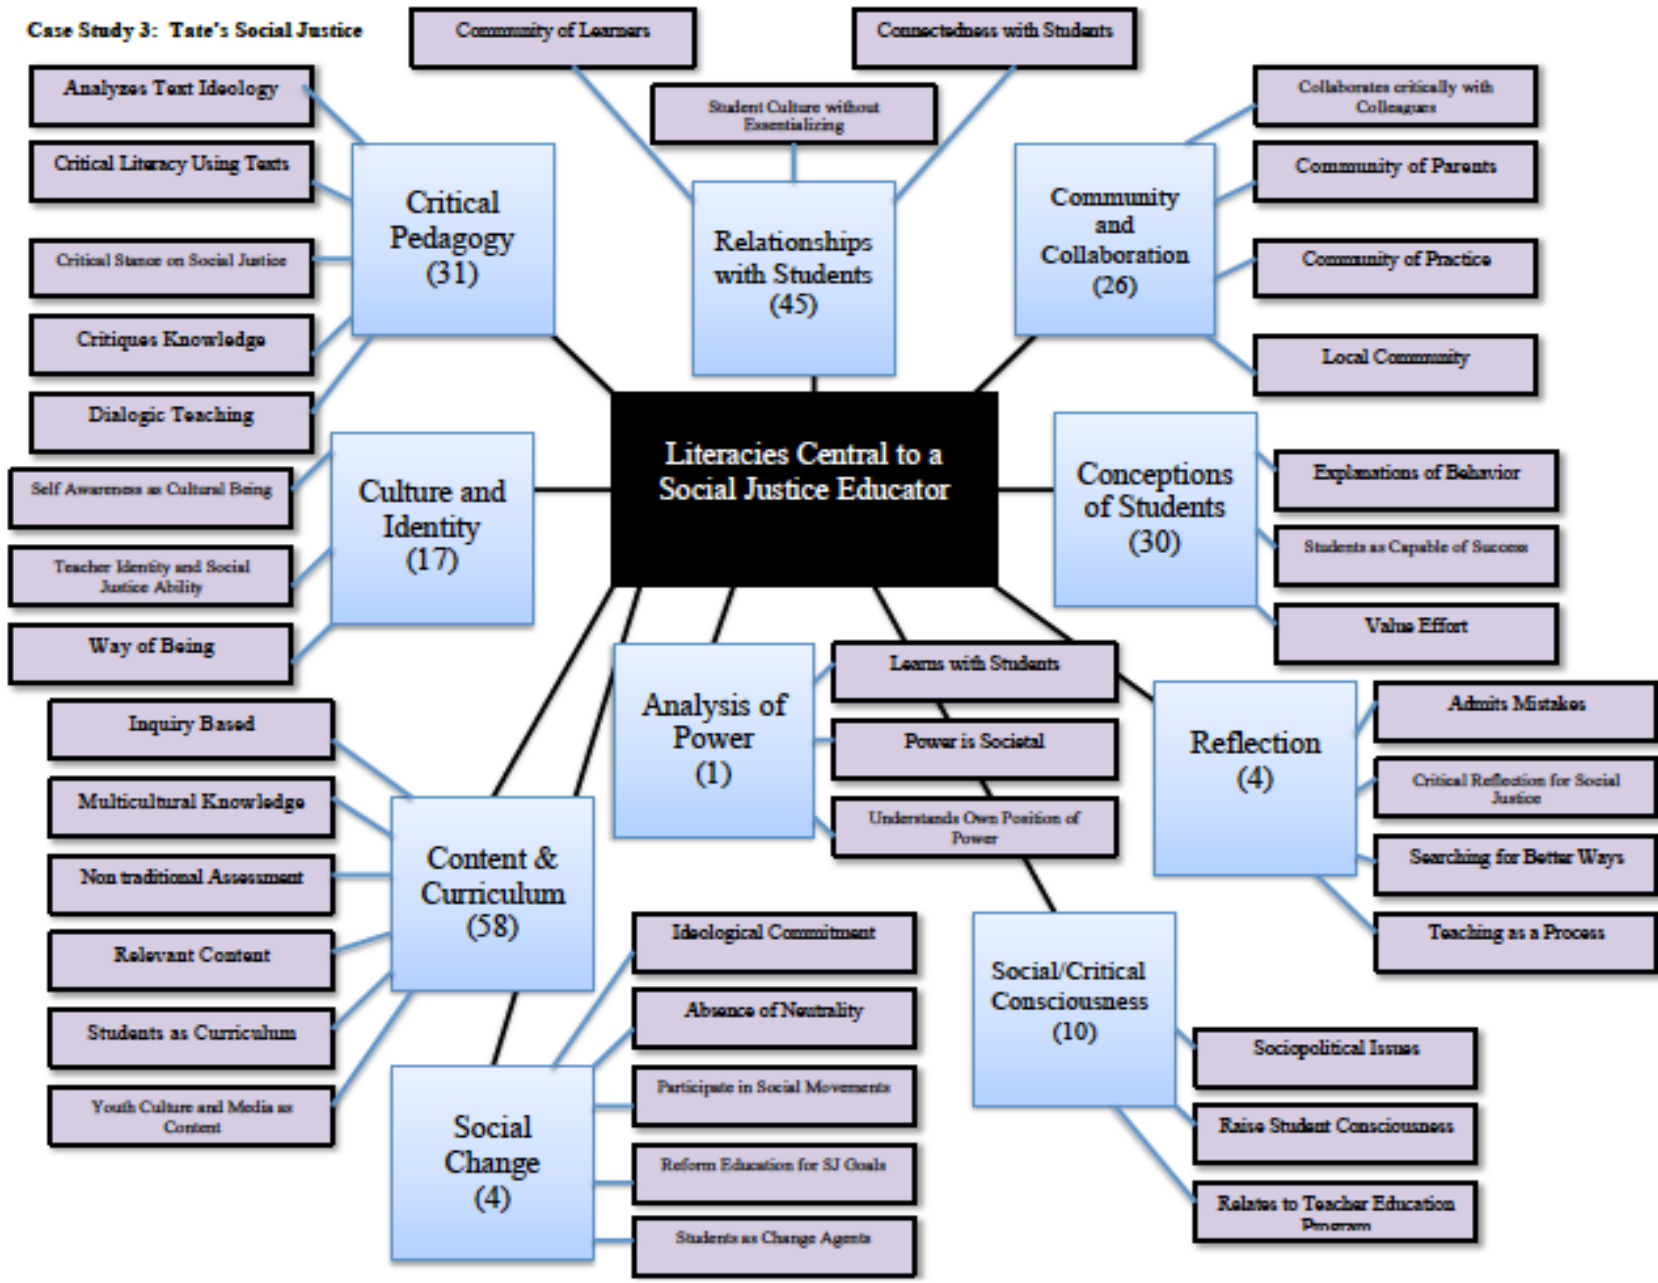 Case Study 3: Tate's Social Justice
Community of Learners
Connectedness with Students
Student Culture without
Essentializing
Relationships
with Students
(45)
Analyzes Text Ideology
Critical Literacy Using Texts
Critical Stance on Social Justice
Critiques Knowledge
Dialogic Teaching
Critical
Pedagogy
(31)
Community
and
Collaboration
(26)
Collaborates critically with
Colleagues
Community of Parents
Community of Practice
Local Community
Literacies Central to a
Social Justice Educator
Self Awareness as Cultural Being
Teacher Identity and Social
Justice Ability
Way of Being
Culture and
Identity
(17)
Conceptions
of Students
(30)
Explanations of Behavior
Students as Capable of Success
Value Effort
Inquiry Based
Multicultural Knowledge
Non traditional Assessment
Relevant Content
Students as Curriculum
Youth Culture and Media as
Content
Content &
Curriculum
(58)
Analysis of
Power
(1)
Learns with Students
Power is Societal
Understands Own Position of
Power
Reflection
(4)
Admits Mistakes
Critical Reflection for Social
Justice
Searching for Better Ways
Teaching as a Process
Social
Change
(4)
Ideological Commitment
Absence of Neutrality
Participate in Social Movements
Reform Education for SJ Goals
Students as Change Agents
Social/Critical
Consciousness
(10)
Sociopolitical Issues
Raise Student Consciousness
Relates to Teacher Education
Program